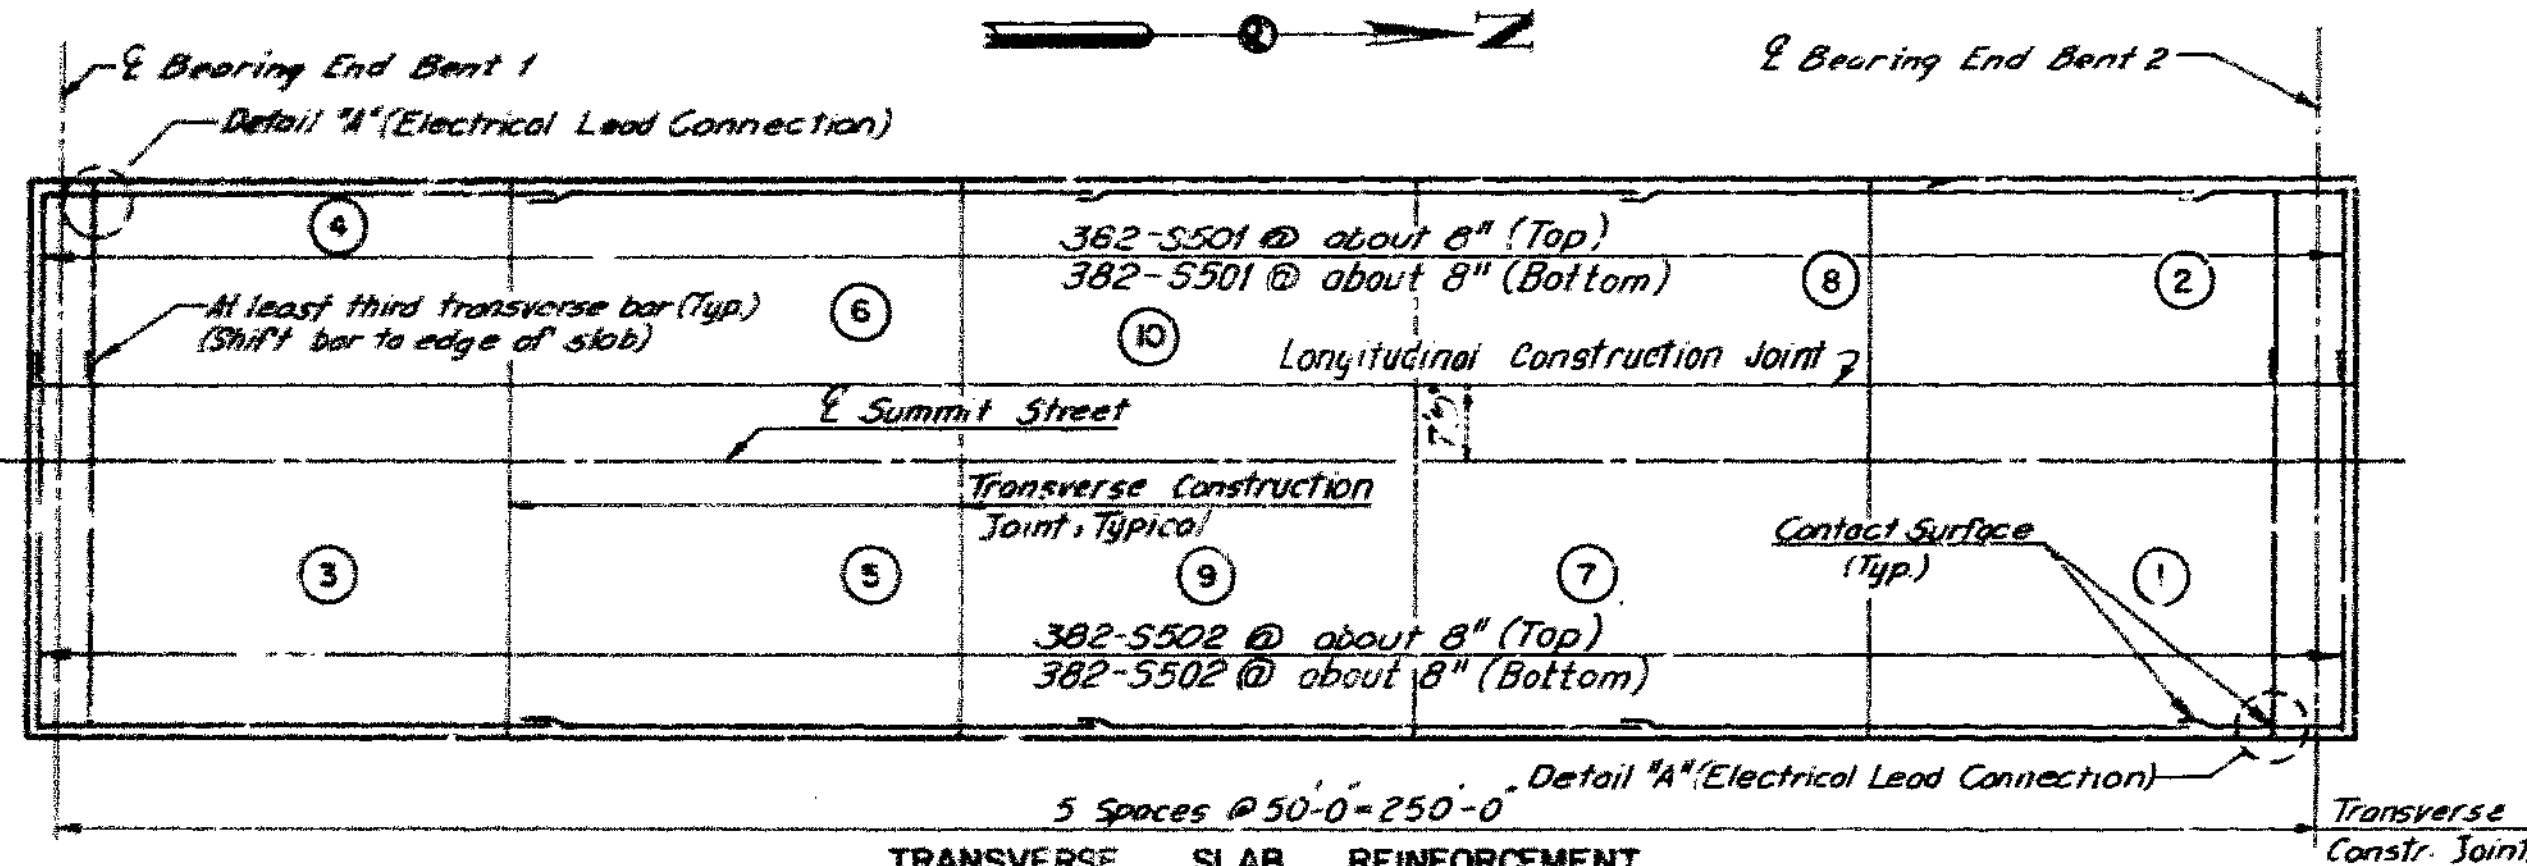 N
℄ Bearing End Bent 1
℄ Bearing End Bent 2
Detail "A" (Electrical Lead Connection)
4
362-S501 @ about 8" (Top)
382-S501 @ about 8" (Bottom)
8
2
At least third transverse bar (Typ.)
(Shift bar to edge of slab)
6
10
Longitudinal Construction Joint
℄ Summit Street
Transverse Construction
Joint, Typical
Contact Surface
(Typ.)
3
5
9
7
1
382-S502 @ about 8" (Top)
382-S502 @ about 8" (Bottom)
Detail "A" (Electrical Lead Connection)
5 Spaces @ 50'-0"=250'-0"
Transverse
Constr. Joint
TRANSVERSE SLAB REINFORCEMENT